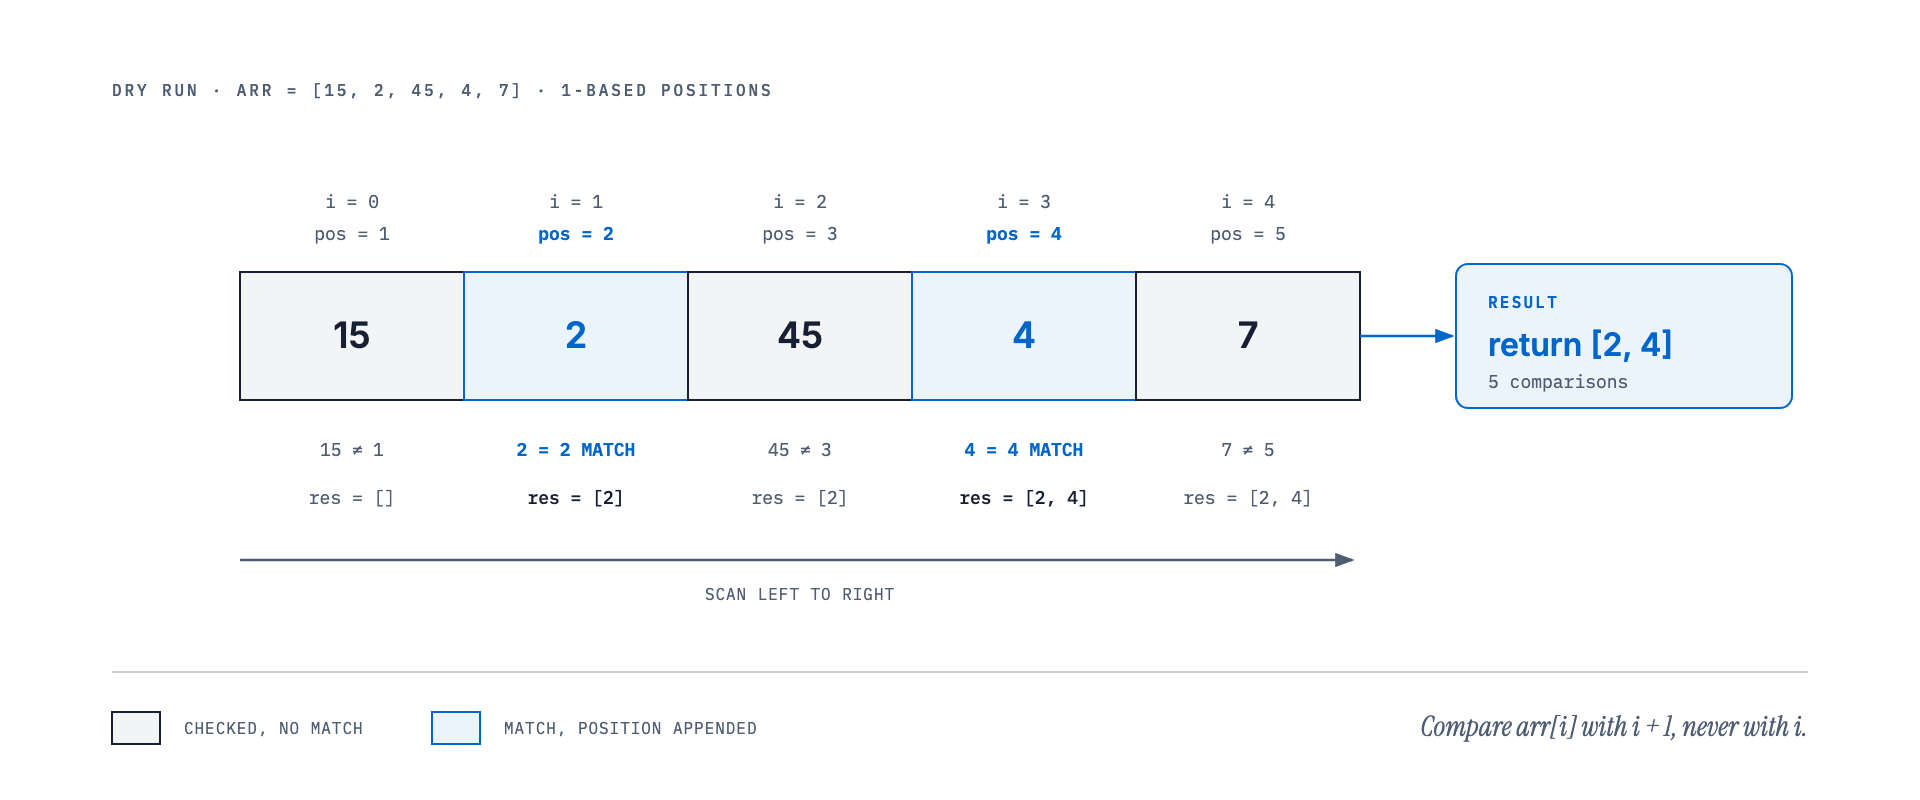 DRY RUN · ARR = [15, 2, 45, 4, 7] · 1-BASED POSITIONS
i = 0 i = 1 i = 2 i = 3 i = 4
pos = 1 pos = 2 pos = 3 pos = 4 pos = 5
15 2 45 4 7
RESULT
return [2, 4]
5 comparisons
15 ≠ 1 2 = 2 MATCH 45 ≠ 3 4 = 4 MATCH 7 ≠ 5
res = [] res = [2] res = [2] res = [2, 4] res = [2, 4]
SCAN LEFT TO RIGHT
CHECKED, NO MATCH MATCH, POSITION APPENDED
Compare arr[i] with i + 1, never with i.